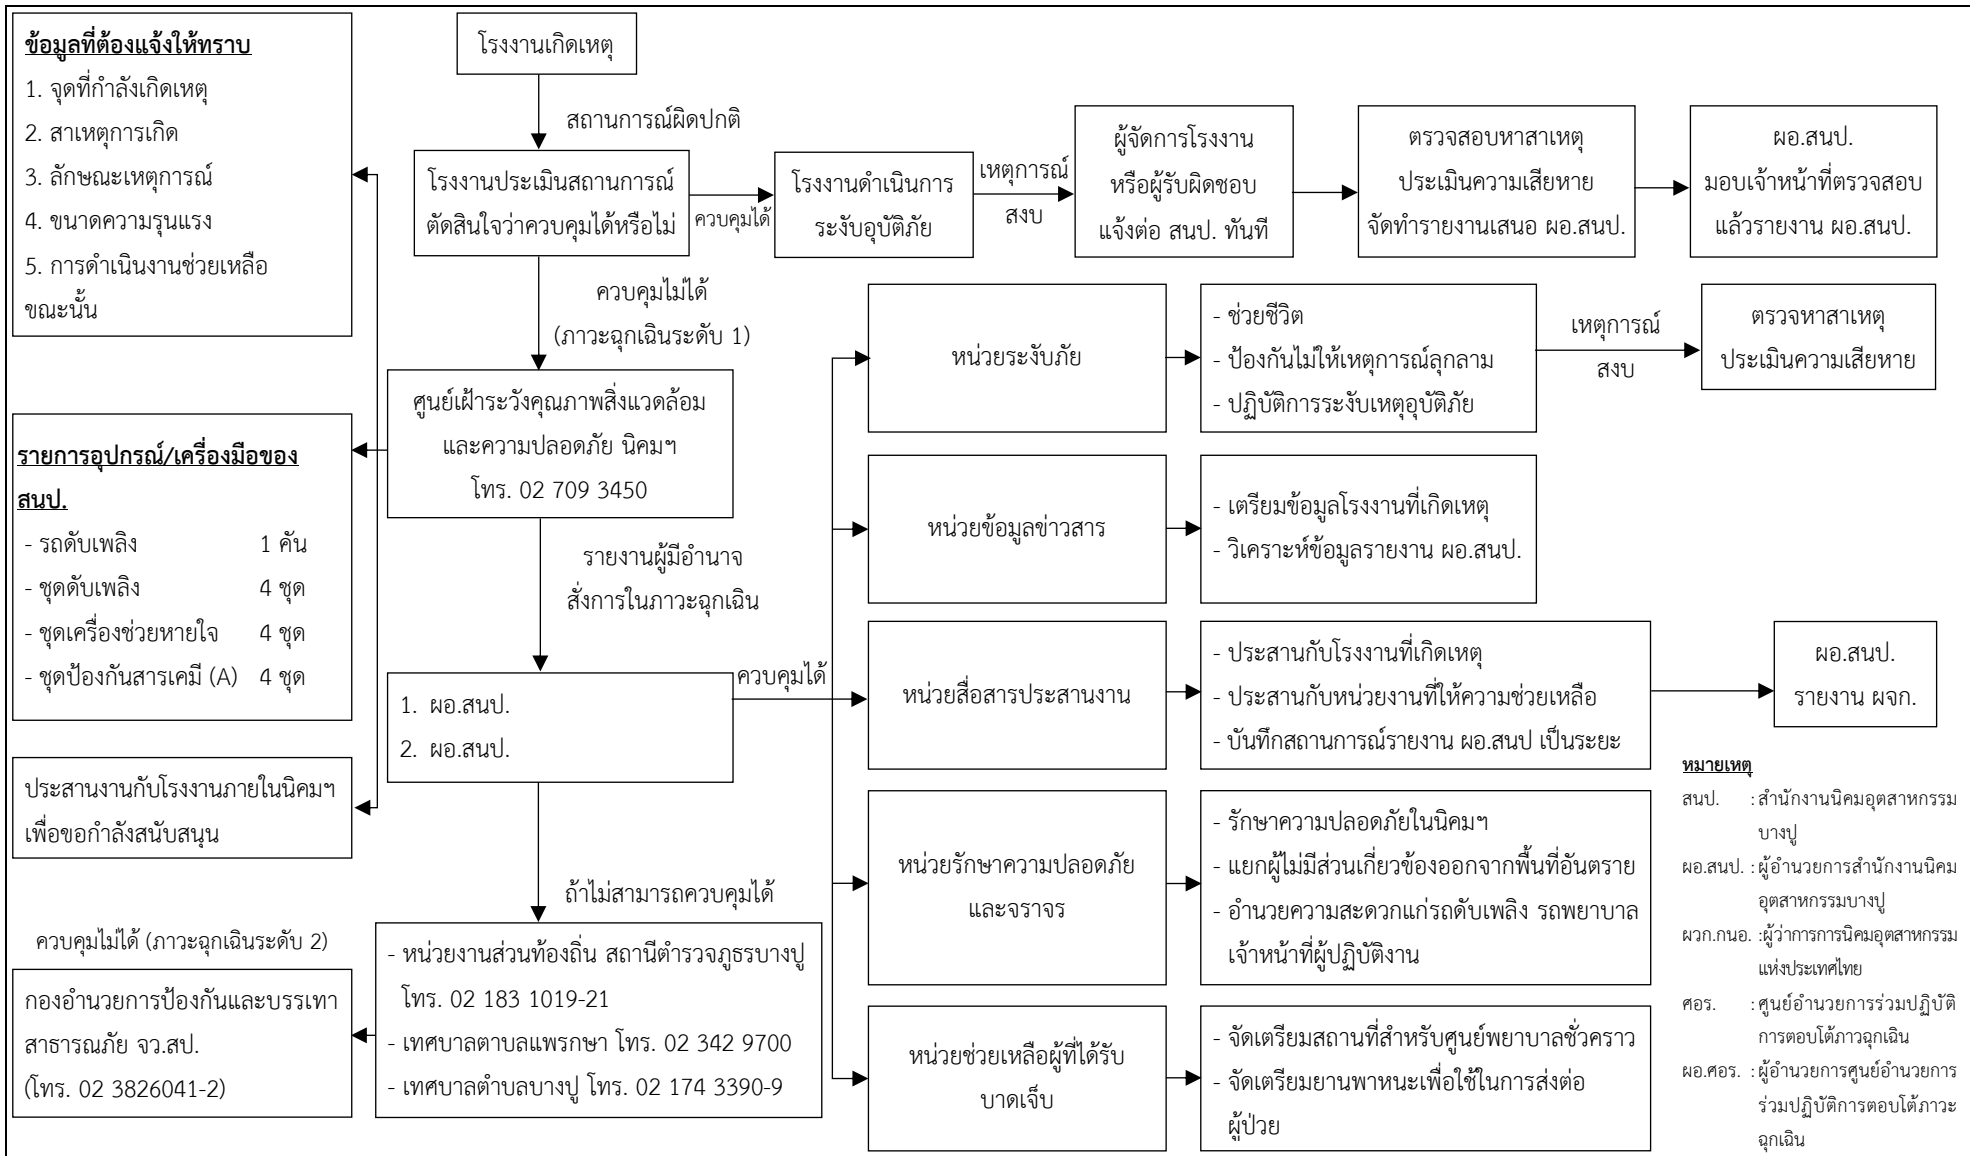 ข้อมูลที่ต้องแจ้งให้ทราบ
1. จุดที่กำลังเกิดเหตุ
2. สาเหตุการเกิด
3. ลักษณะเหตุการณ์
4. ขนาดความรุนแรง
5. การดำเนินงานช่วยเหลือ
ขณะนั้น
โรงงานเกิดเหตุ
สถานการณ์ผิดปกติ
โรงงานประเมินสถานการณ์
ตัดสินใจว่าควบคุมได้หรือไม่
ควบคุมได้
โรงงานดำเนินการ
ระงับอุบัติภัย
เหตุการณ์
สงบ
ผู้จัดการโรงงาน
หรือผู้รับผิดชอบ
แจ้งต่อ สนป. ทันที
ตรวจสอบหาสาเหตุ
ประเมินความเสียหาย
จัดทำรายงานเสนอ ผอ.สนป.
ผอ.สนป.
มอบเจ้าหน้าที่ตรวจสอบ
แล้วรายงาน ผอ.สนป.
ควบคุมไม่ได้
(ภาวะฉุกเฉินระดับ 1)
ศูนย์เฝ้าระวังคุณภาพสิ่งแวดล้อม
และความปลอดภัย นิคมฯ
โทร. 02 709 3450
รายการอุปกรณ์/เครื่องมือของ
สนป.
- รถดับเพลิง 1 คัน
- ชุดดับเพลิง 4 ชุด
- ชุดเครื่องช่วยหายใจ 4 ชุด
- ชุดป้องกันสารเคมี (A) 4 ชุด
ประสานงานกับโรงงานภายในนิคมฯ
เพื่อขอกำลังสนับสนุน
รายงานผู้มีอำนาจ
สั่งการในภาวะฉุกเฉิน
1. ผอ.สนป.
2. ผอ.สนป.
ควบคุมได้
ถ้าไม่สามารถควบคุมได้
- หน่วยงานส่วนท้องถิ่น สถานีตำรวจภูธรบางปู
โทร. 02 183 1019-21
- เทศบาลตาบลแพรกษา โทร. 02 342 9700
- เทศบาลตำบลบางปู โทร. 02 174 3390-9
ควบคุมไม่ได้ (ภาวะฉุกเฉินระดับ 2)
กองอำนวยการป้องกันและบรรเทา
สาธารณภัย จว.สป.
(โทร. 02 3826041-2)
หน่วยระงับภัย
- ช่วยชีวิต
- ป้องกันไม่ให้เหตุการณ์ลุกลาม
- ปฏิบัติการระงับเหตุอุบัติภัย
เหตุการณ์
สงบ
ตรวจหาสาเหตุ
ประเมินความเสียหาย
หน่วยข้อมูลข่าวสาร
- เตรียมข้อมูลโรงงานที่เกิดเหตุ
- วิเคราะห์ข้อมูลรายงาน ผอ.สนป.
หน่วยสื่อสารประสานงาน
- ประสานกับโรงงานที่เกิดเหตุ
- ประสานกับหน่วยงานที่ให้ความช่วยเหลือ
- บันทึกสถานการณ์รายงาน ผอ.สนป เป็นระยะ
ผอ.สนป.
รายงาน ผจก.
หน่วยรักษาความปลอดภัย
และจราจร
- รักษาความปลอดภัยในนิคมฯ
- แยกผู้ไม่มีส่วนเกี่ยวข้องออกจากพื้นที่อันตราย
- อำนวยความสะดวกแก่รถดับเพลิง รถพยาบาล
เจ้าหน้าที่ผู้ปฏิบัติงาน
หน่วยช่วยเหลือผู้ที่ได้รับ
บาดเจ็บ
- จัดเตรียมสถานที่สำหรับศูนย์พยาบาลชั่วคราว
- จัดเตรียมยานพาหนะเพื่อใช้ในการส่งต่อ
ผู้ป่วย
หมายเหตุ
สนป. : สำนักงานนิคมอุตสาหกรรม
บางปู
ผอ.สนป. : ผู้อำนวยการสำนักงานนิคม
อุตสาหกรรมบางปู
ผวก.กนอ. :ผู้ว่าการการนิคมอุตสาหกรรม
แห่งประเทศไทย
ศอร. : ศูนย์อำนวยการร่วมปฏิบัติ
การตอบโต้ภาวฉุกเฉิน
ผอ.ศอร. : ผู้อำนวยการศูนย์อำนวยการ
ร่วมปฏิบัติการตอบโต้ภาวะ
ฉุกเฉิน